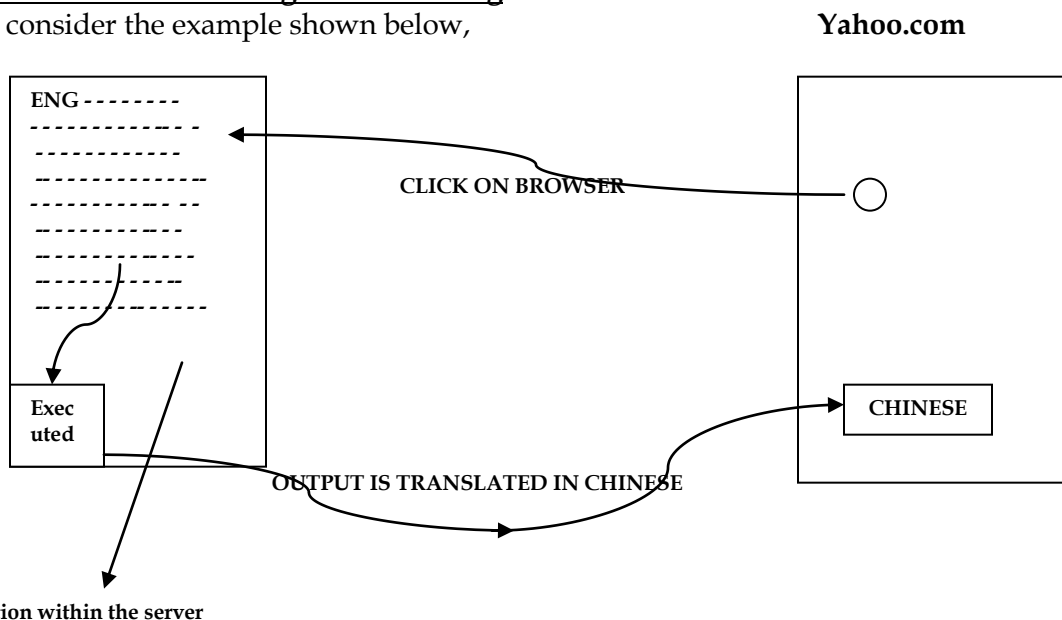 consider the example shown below,
Yahoo.com
ENG - - - - - - - -
CLICK ON BROWSER
Exec
uted
CHINESE
OUTPUT IS TRANSLATED IN CHINESE
within the server